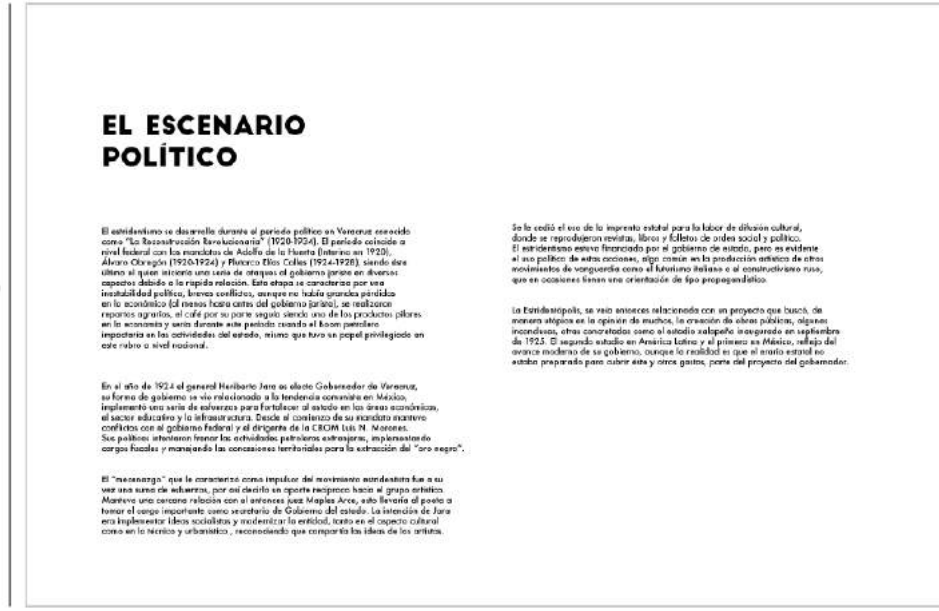 EL ESCENARIO
POLÍTICO
El estridentismo se desarrolla durante el periodo político en Veracruz conocido
como "La Reconstrucción Revolucionaria" (1920-1934). El periodo coincide a
nivel federal con los mandatos de Adolfo de la Huerta (Interino en 1920),
Álvaro Obregón (1920-1924) y Plutarco Elías Calles (1924-1928), siendo éste
último el quien iniciaría una serie de ataques al gobierno jarista en diversos
aspectos debido a la ríspida relación. Esta etapa se caracteriza por una
inestabilidad política, breves conflictos, aunque no había grandes pérdidas
en lo económico (al menos hasta antes del gobierno jarista), se realizaron
repartos agrarios, el café por su parte seguía siendo uno de los productos pilares
en la economía y sería durante este periodo cuando el boom petrolero
impactaría en las actividades del estado, mismo que tuvo un papel privilegiado en
este rubro a nivel nacional.
En el año de 1924 el general Heriberto Jara es electo Gobernador de Veracruz,
su forma de gobierno se vio relacionada a la tendencia comunista en México,
implementó una serie de esfuerzos para fortalecer al estado en las áreas económicas,
el sector educativo y la infraestructura. Desde el comienzo de su mandato mantuvo
conflictos con el gobierno federal y el dirigente de la CROM Luis N. Morones.
Sus políticas intentaron frenar las actividades petroleras extranjeras, implementando
cargos fiscales y manejando las concesiones territoriales para la extracción del "oro negro".
El "mecenazgo" que le caracterizó como impulsor del movimiento estridentista fue a su
vez una suma de esfuerzos, por así decirlo un aporte recíproco hacia el grupo artístico.
Mantuvo una cercana relación con el entonces juez Maples Arce, esto llevaría al poeta a
tomar el cargo importante como secretario de Gobierno del estado. La intención de Jara
era implementar ideas socialistas y modernizar la entidad, tanto en el aspecto cultural
como en lo técnico y urbanístico , reconociendo que compartía las ideas de los artistas.
Se le cedió el uso de la imprenta estatal para la labor de difusión cultural,
donde se reprodujeron revistas, libros y folletos de orden social y político.
El estridentismo estuvo financiado por el gobierno de estado, pero es evidente
el uso político de estas acciones, algo común en la producción artística de otros
movimientos de vanguardia como el futurismo italiano o el constructivismo ruso,
que en ocasiones tienen una orientación de tipo propagandístico.
La Estridentópolis, se veía entonces relacionada con un proyecto que buscó, de
manera utópica en la opinión de muchos, la creación de obras públicas, algunas
inconclusas, otras concretadas como el estadio xalapeño inaugurado en septiembre
de 1925. El segundo estadio en América Latina y el primero en México, reflejo del
avance moderno de su gobierno, aunque la realidad es que el erario estatal no
estaba preparado para cubrir éste y otros gastos, parte del proyecto del gobernador.